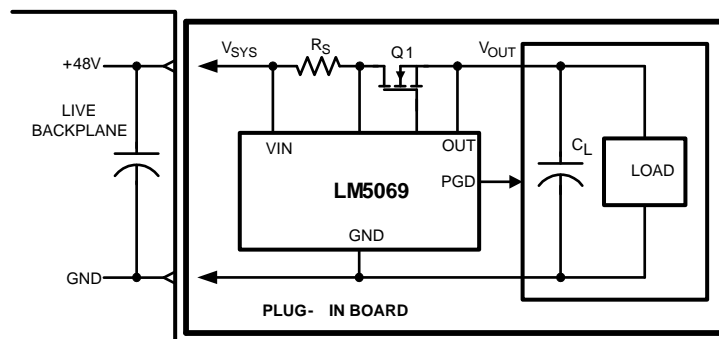 +48V
LIVE
BACKPLANE
GND
VSYS
RS
Q1
VOUT
VIN
OUT
LM5069
PGD
GND
CL
LOAD
PLUG- IN BOARD